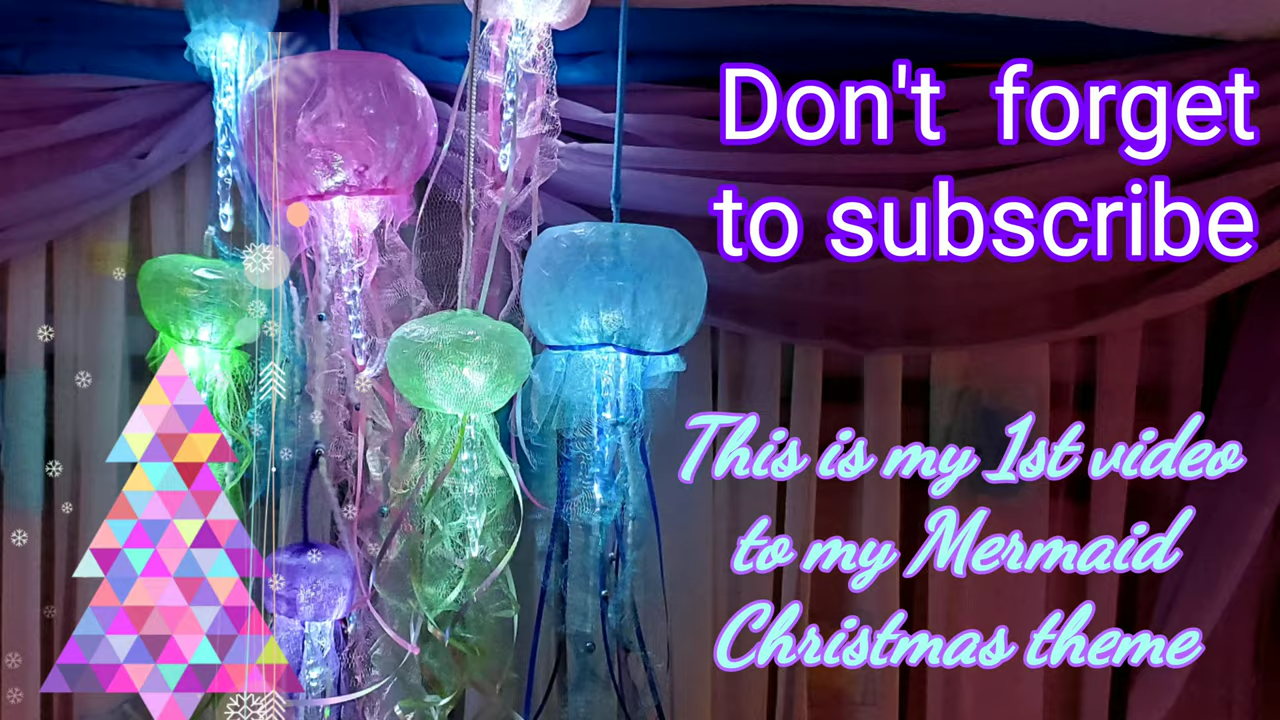 Don't forget
to subscribe
This is my 1st video
to my Mermaid
Christmas theme